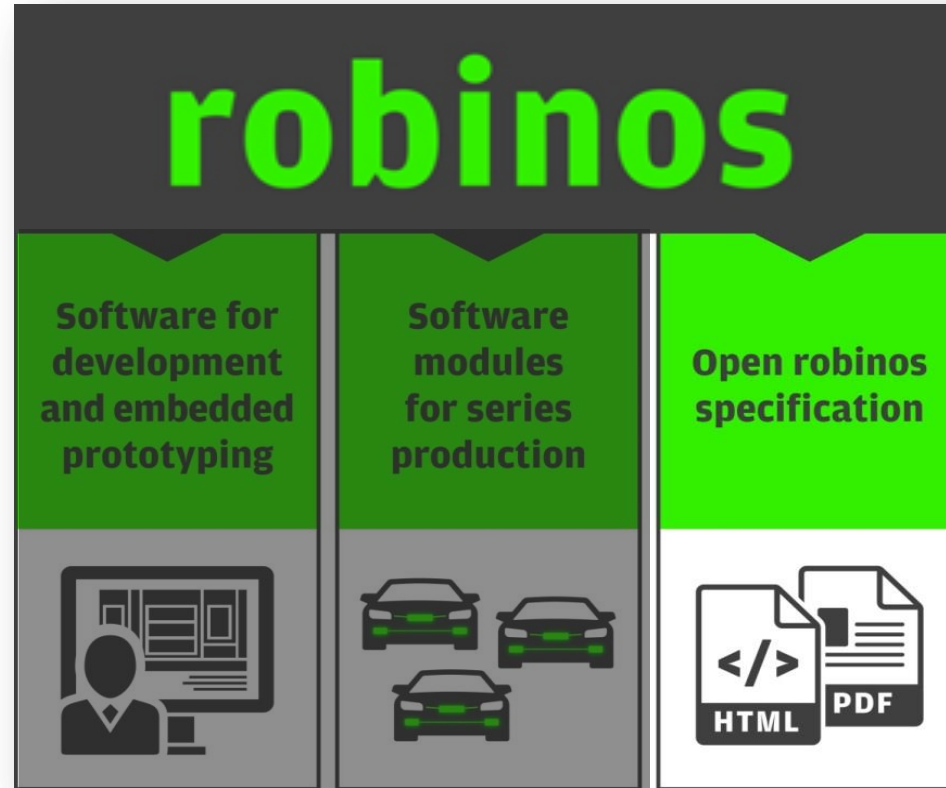 robinos
Software for
development
and embedded
prototyping
Software
modules
for series
production
Open robinos
specification
</>
HTML
PDF